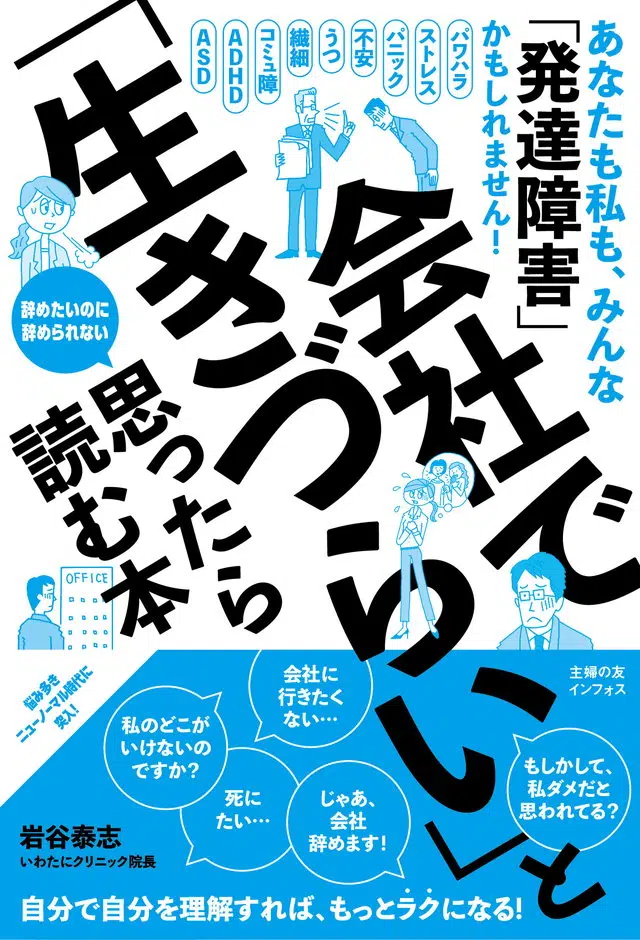 あなたも私も、みんな
「発達障害」
かもしれません！
パワハラ
ストレス
パニック
不安
うつ
繊細
コミュ障
ADHD
ASD
会社で
「生きづらい」と
思ったら
読む本
辞めたいのに
辞められない
OFFICE
悩み多き
ニューノーマル時代に
突入！
主婦の友
インフォス
会社に
行きたく
ない…
私のどこが
いけないの
ですか？
死に
たい…
じゃあ、
会社
辞めます！
もしかして、
私ダメだと
思われてる？
岩谷泰志
いわたにクリニック院長
自分で自分を理解すれば、もっとラクになる！